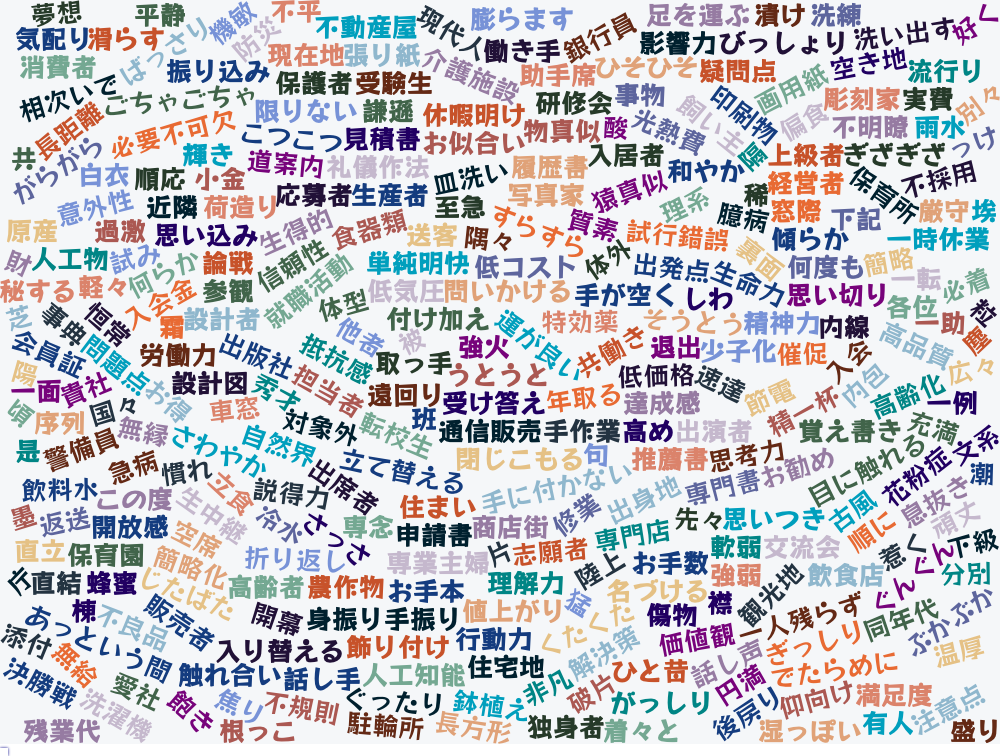 夢想
平静
機敏
不平
不動産屋
現代人
膨らます
足を運ぶ
漬け
洗練
好く
気配り
滑らす
ばっさり
防災
現在地
張り紙
働き手
銀行員
影響力
びっしょり
洗い出す
消費者
振り込み
保護者
受験生
介護施設
助手席
ひそひそ
疑問点
空き地
流行り
相次いで
ごちゃごちゃ
限りない
謙遜
休暇明け
研修会
事物
飼い主
印刷物
画用紙
彫刻家
実費
別々
長距離
必要不可欠
こつこつ
見積書
お似合い
物真似
酸
光熱費
偏食
不明瞭
雨水
つけ
共
がらがら
輝き
道案内
礼儀作法
履歴書
入居者
和やか
上級者
ぎざぎざ
白衣
順応
小金
応募者
生産者
皿洗い
写真家
猿真似
理系
稀
経営者
保育所
不採用
意外性
近隣
荷造り
至急
すらすら
質素
臆病
窓際
下記
厳守
埃
原産
過激
思い込み
生得的
食器類
送客
隅々
試行錯誤
裏面
傾らか
一時休業
財
人工物
試み
何らか
論戦
信頼性
単純明快
低コスト
体外
出発点
生命力
何度も
簡略
一転
必着
秘する
軽々
入会金
参観
就職活動
体型
低気圧
問いかける
手が空く
しわ
思い切り
各位
一助
粒
芝
事典
恒常
霜
設計者
他者
付け加え
被
運が良い
特効薬
そうとう
精神力
内線
高品質
塵
会員証
問題点
労働力
出版社
抵抗感
取っ手
強火
共働き
退出
少子化
催促
入会
広々
陽
一面
貴社
お得
設計図
秀才
担当者
遠回り
うとうと
低価格
速達
内包
高齢化
一例
頃
序列
国々
車窓
対象外
転校生
班
受け答え
年取る
達成感
節電
精一杯
是
警備員
無縁
さわやか
自然界
通信販売
手作業
高め
出演者
覚え書き
充満
文系
急病
慣れ
立食
出席者
立て替える
閉じこもる
句
推薦書
思考力
お勧め
目に触れる
花粉症
潮
飲料水
この度
生中継
説得力
住まい
手に付かない
出身地
専門書
古風
息抜き
頑丈
墨
返送
開放感
空席
冷水
さっさ
専念
申請書
商店街
修業
専門店
先々
思いつき
順に
惹く
下級
直立
保育園
簡略化
折り返し
専業主婦
片
志願者
陸上
お手数
軟弱
交流会
ぐんぐん
分別
直結
蜂蜜
じたばた
高齢者
農作物
お手本
理解力
名づける
強弱
観光地
飲食店
棟
不良品
販売者
開幕
身振り手振り
値上がり
猛
傷物
襟
一人残らず
同年代
ぷかぷか
添付
あっという間
入り替える
飾り付け
行動力
くたくた
解決策
価値観
ぎっしり
温厚
決勝戦
無給
愛社
触れ合い
話し手
人工知能
住宅地
非凡
破片
ひと昔
話し声
円満
でたらめに
残業代
洗濯機
飽き
焦り
根っこ
不規則
駐輪所
ぐったり
長方形
鉢植え
独身者
がっしり
着々と
後戻り
仰向け
湿っぽい
満足度
有人
注意点
盛り